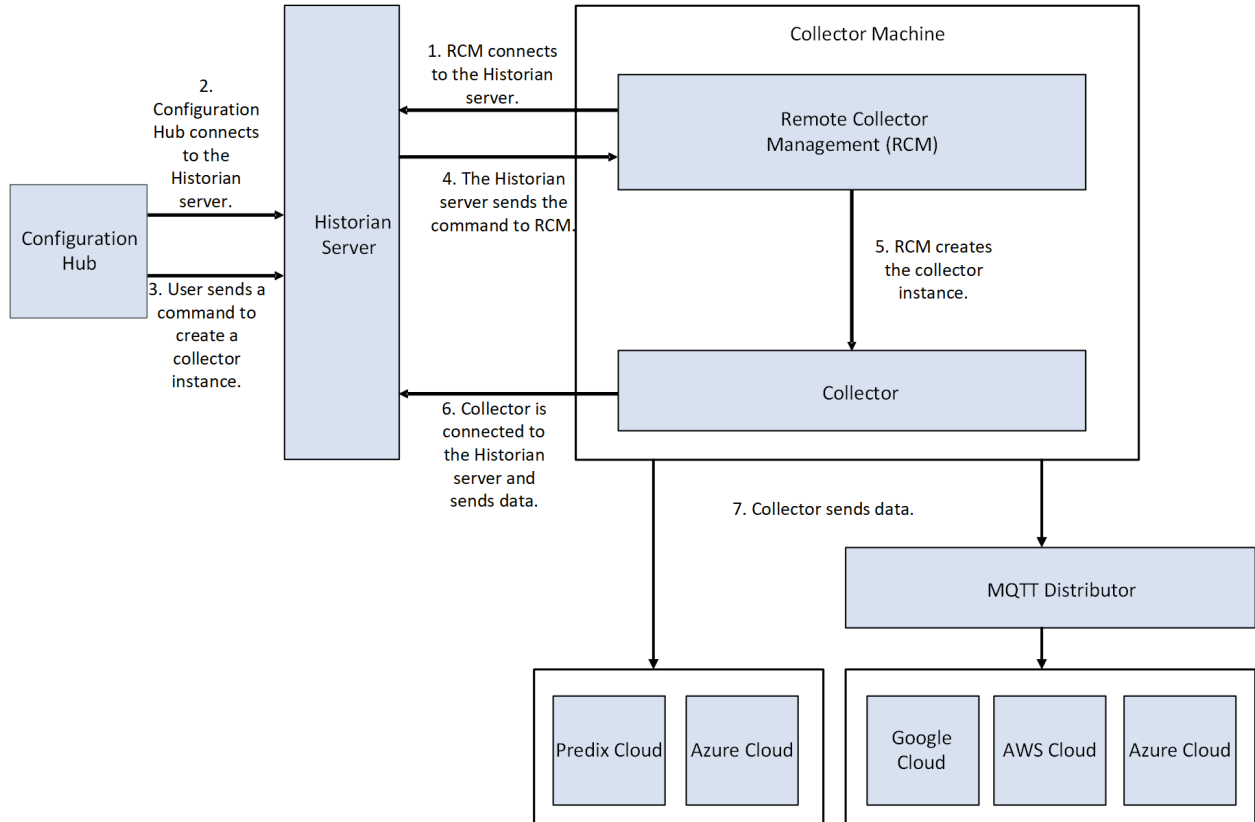 Collector Machine
1. RCM connects
to the Historian
server.
2.
Configuration
Hub connects
to the
Historian
server.
Remote Collector
Management (RCM)
4. The Historian
server sends the
command to RCM.
Historian
Server
Configuration
Hub
5. RCM creates
the collector
instance.
3. User sends a
command to
create a
collector
instance.
Collector
6. Collector is
connected to
the Historian
server and
sends data.
7. Collector sends data.
MQTT Distributor
Predix Cloud
Azure Cloud
Google
Cloud
AWS Cloud
Azure Cloud